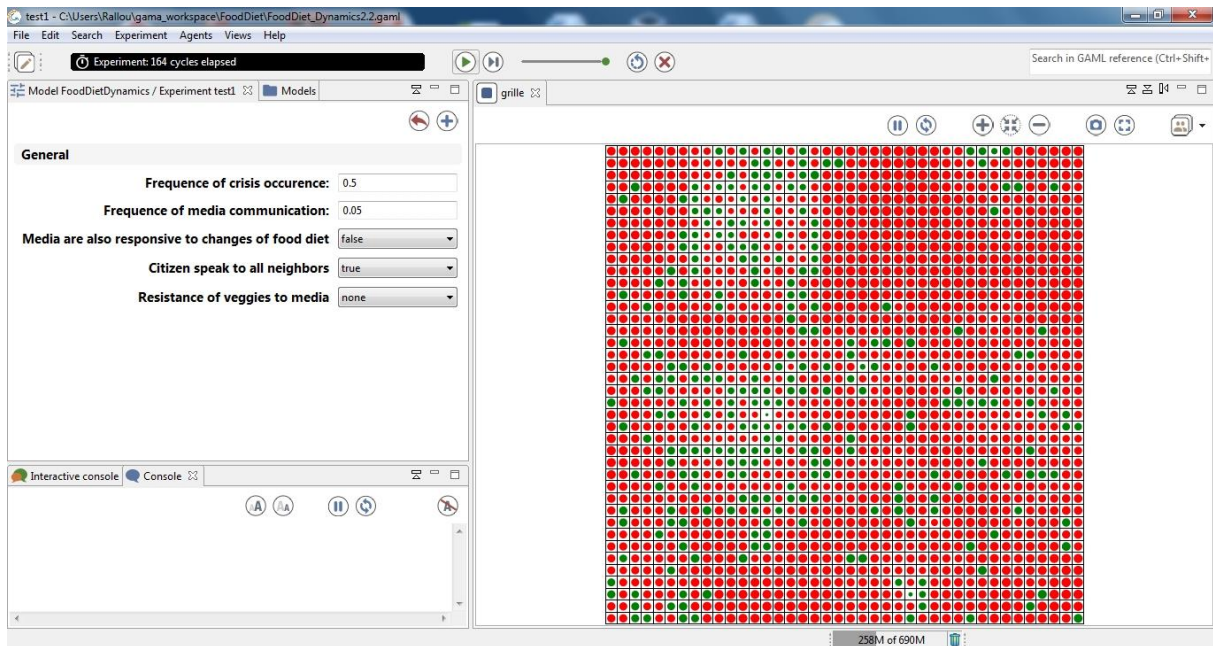 test1 - C:\Users\Rallou\gama_workspace\FoodDiet\FoodDiet_Dynamics2.2.gaml
File Edit Search Experiment Agents Views Help
Experiment: 164 cycles elapsed
Search in GAML reference (Ctrl+Shift+
Model FoodDietDynamics / Experiment test1 Models
grille
General
Frequence of crisis occurence: 0.5
Frequence of media communication: 0.05
Media are also responsive to changes of food diet false
Citizen speak to all neighbors true
Resistance of veggies to media none
Interactive console Console
258M of 690M